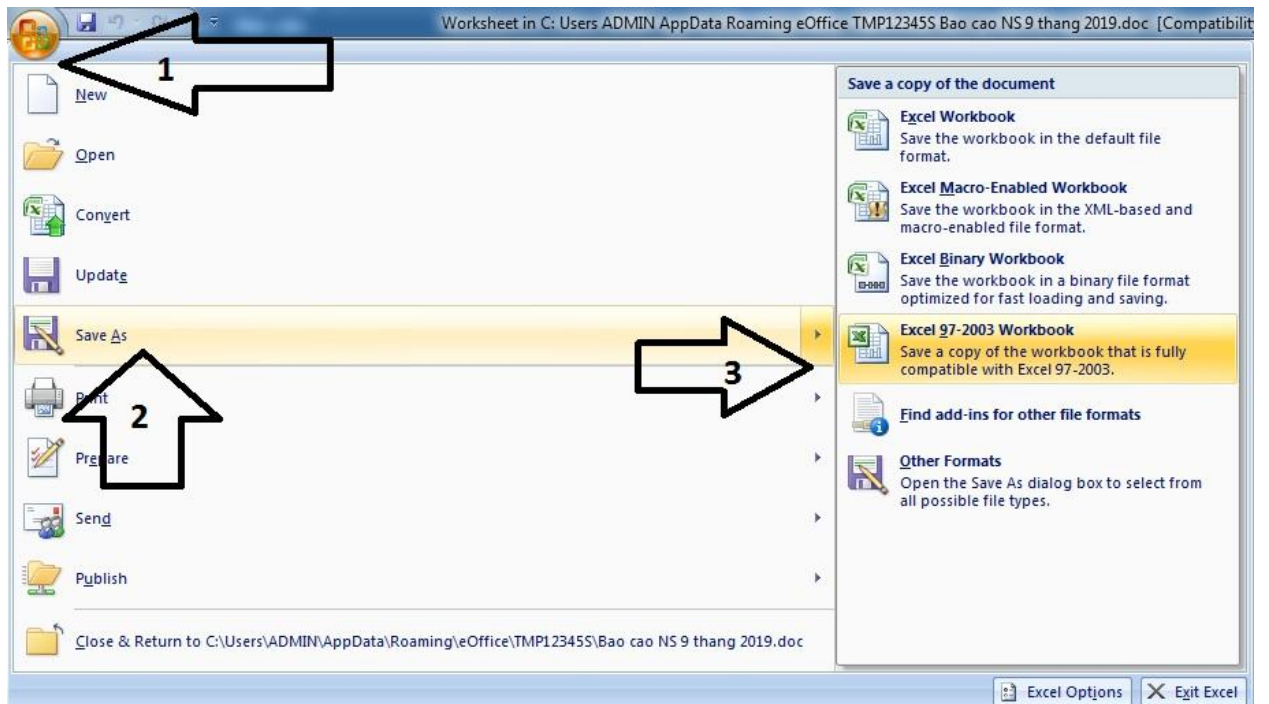 Worksheet in C: Users ADMIN AppData Roaming eOffice TMP12345S Bao cao NS 9 thang 2019.doc [Compatibilit
1
New
Open
Convert
Update
Save As
2
Print
Prepare
Send
Publish
Close & Return to C:\Users\ADMIN\AppData\Roaming\eOffice\TMP12345S\Bao cao NS 9 thang 2019.doc
3
Save a copy of the document
Excel Workbook
Save the workbook in the default file
format.
Excel Macro-Enabled Workbook
Save the workbook in the XML-based and
macro-enabled file format.
Excel Binary Workbook
Save the workbook in a binary file format
optimized for fast loading and saving.
Excel 97-2003 Workbook
Save a copy of the workbook that is fully
compatible with Excel 97-2003.
Find add-ins for other file formats
Other Formats
Open the Save As dialog box to select from
all possible file types.
Excel Options
Exit Excel